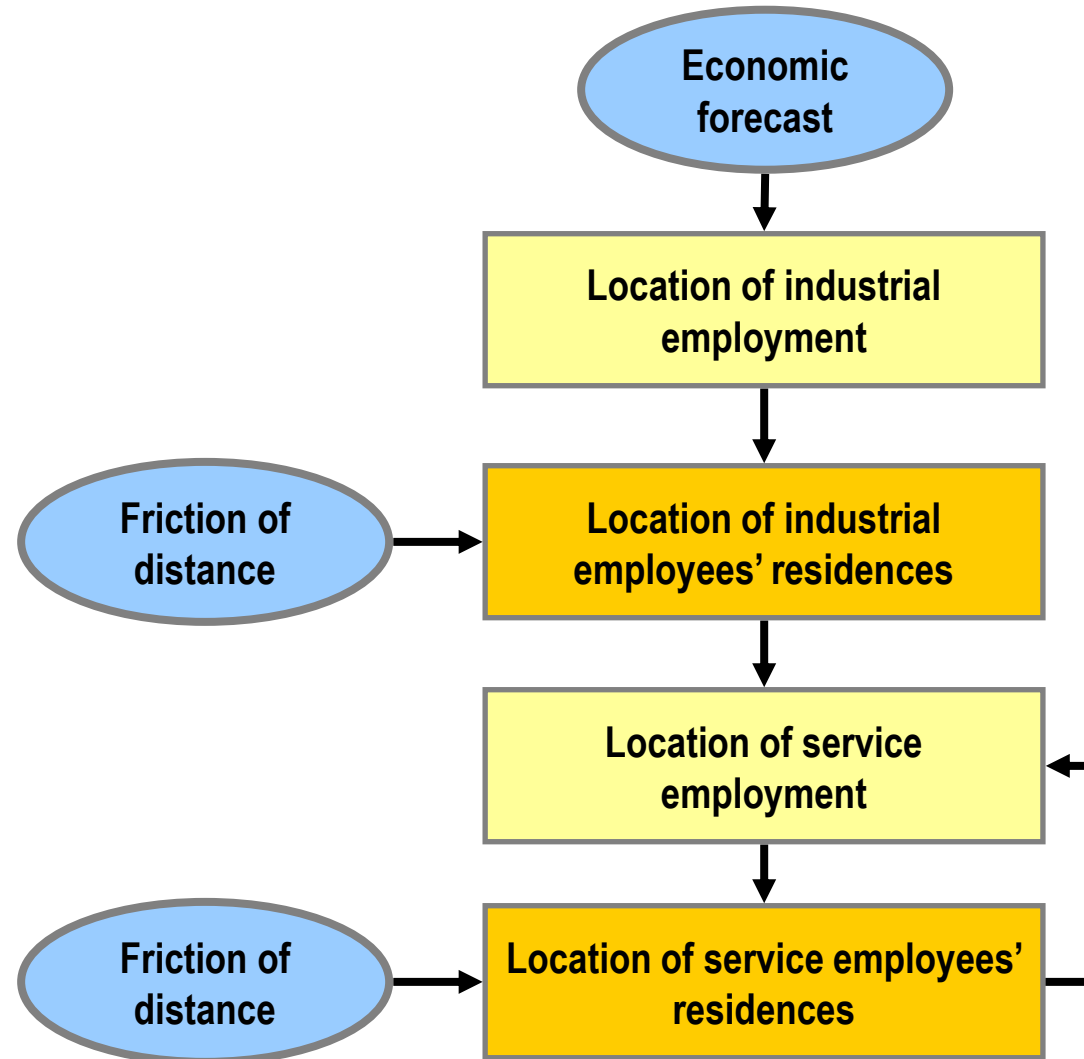 Economic
forecast
Location of industrial
employment
Friction of
distance
Location of industrial
employees’ residences
Location of service
employment
Friction of
distance
Location of service employees’
residences